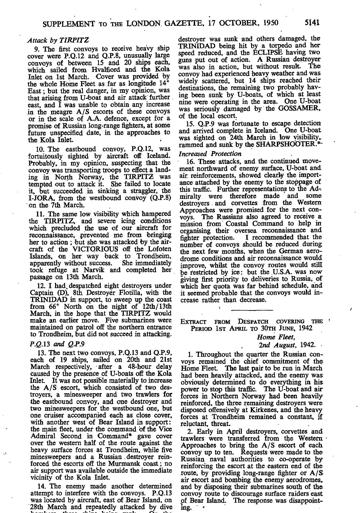 SUPPLEMENT TO THE LONDON GAZETTE, 17 OCTOBER, 1950 5141
Attack by TIRPITZ
9. The first convoys to receive heavy ship
cover were P.Q.12 and Q.P.8, unusually large
convoys of between 15 and 20 ships each,
which sailed from Hvalfiord and the Kola
Inlet on 1st March. Cover was provided by
the whole Home Fleet as far as longitude 14°
East; but the real danger, in my opinion, was
that arising from U-boat and air attack further
east, and I was unable to obtain any increase
in the meagre A/S escorts of these convoys
or in the scale of A.A. defence, except for a
promise of Russian long-range fighters, at some
future unspecified date, in the approaches to
the Kola Inlet.
10. The eastbound convoy, P.Q.12, was
fortuitously sighted by aircraft off Iceland.
Probably, in my opinion, suspecting that the
convoy was transporting troops to effect a land-
ing in North Norway, the TIRPITZ was
tempted out to attack it. She failed to locate
it, but succeeded in sinking a straggler, the
I-JORA, from the westbound convoy (Q.P.8)
on the 7th March.
11. The same low visibility which hampered
the TIRPITZ, and severe icing conditions
which precluded the use of our aircraft for
reconnaissance, prevented me from bringing
her to action; but she was attacked by the air-
craft of the VICTORIOUS off the Lofoten
Islands, on her way back to Trondheim,
apparently without success. She immediately
took refuge at Narvik and completed her
passage on 13th March.
12. I had despatched eight destroyers under
Captain (D), 8th Destroyer Flotilla, with the
TRINIDAD in support, to sweep up the coast
from 66° North on the night of 12th/13th
March, in the hope that the TIRPITZ would
make an earlier move. Five submarines were
maintained on patrol off the northern entrance
to Trondheim, but did not succeed in attacking.
P.Q.13 and Q.P.9
13. The next two convoys, P.Q.13 and Q.P.9,
each of 19 ships, sailed on 20th and 21st
March respectively, after a 48-hour delay
caused by the presence of U-boats off the Kola
Inlet. It was not possible materially to increase
the A/S escort, which consisted of two des-
troyers, a minesweeper and two trawlers for
the eastbound convoy, and one destroyer and
two minesweepers for the westbound one, but
one cruiser accompanied each as close cover,
with another west of Bear Island in support:
the main fleet, under the command of the Vice
Admiral Second in Command* gave cover
over the western half of the route against the
heavy surface forces at Trondheim, while five
minesweepers and a Russian destroyer rein-
forced the escorts off the Murmansk coast; no
air support was available outside the immediate
vicinity of the Kola Inlet.
14. The enemy made another determined
attempt to interfere with the convoys. P.Q.13
was located by aircraft, east of Bear Island, on
28th March and repeatedly attacked by dive
destroyer was sunk and others damaged, the
TRINIDAD being hit by a torpedo and her
speed reduced, and the ECLIPSE having two
guns put out of action. A Russian destroyer
was also in action, but without result. The
convoy had experienced heavy weather and was
widely scattered, but 14 ships reached their
destinations, the remaining two probably hav-
ing been sunk by U-boats, of which at least
nine were operating in the area. One U-boat
was seriously damaged by the GOSSAMER,
of the local escort.
15. Q.P.9 was fortunate to escape detection
and arrived complete in Iceland. One U-boat
was sighted on 24th March in low visibility,
rammed and sunk by the SHARPSHOOTER.*
Increased Protection
16. These attacks, and the continued move-
ment northward of enemy surface, U-boat and
air reinforcements, showed clearly the import-
ance attached by the enemy to the stoppage of
this traffic. Further representations to the Ad-
miralty were therefore made and some
destroyers and corvettes from the Western
Approaches were promised for the next con-
voys. The Russians also agreed to receive a
mission from Coastal Command to help in
organising their oversea reconnaissance and
fighter protection. I recommended that the
number of convoys should be reduced during
the next few months, when the German aero-
drome conditions and air reconnaissance would
improve, whilst the convoy routes would still
be restricted by ice; but the U.S.A. was now
giving first priority to deliveries to Russia, of
which her quota was far behind schedule, and
it seemed probable that the convoys would in-
crease rather than decrease.
EXTRACT FROM DESPATCH COVERING THE
PERIOD 1ST APRIL TO 30TH JUNE, 1942
Home Fleet,
2nd August, 1942.
1. Throughout the quarter the Russian con-
voys remained the chief commitment of the
Home Fleet. The last pair to be run in March
had been heavily attacked, and the enemy was
obviously determined to do everything in his
power to stop this traffic. The U-boat and air
forces in Northern Norway had been heavily
reinforced, the three remaining destroyers were
disposed offensively at Kirkenes, and the heavy
forces at Trondheim remained a constant, if
reluctant, threat.
2. Early in April destroyers, corvettes and
trawlers were transferred from the Western
Approaches to bring the A/S escort of each
convoy up to ten. Requests were made to the
Russian naval authorities to co-operate by
reinforcing the escort at the eastern end of the
route, by providing long-range fighter or A/S
air escort and bombing the enemy aerodromes,
and by disposing their submarines south of the
convoy route to discourage surface raiders east
of Bear Island. The response was disappoint-
ing.